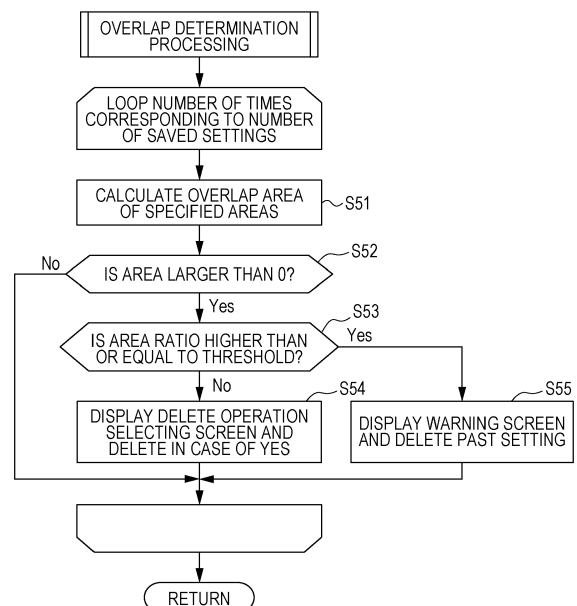 OVERLAP DETERMINATION
PROCESSING
LOOP NUMBER OF TIMES
CORRESPONDING TO NUMBER
OF SAVED SETTINGS
CALCULATE OVERLAP AREA
OF SPECIFIED AREAS
S51
S52
No
IS AREA LARGER THAN 0?
Yes
S53
IS AREA RATIO HIGHER THAN
OR EQUAL TO THRESHOLD?
Yes
No
S54
DISPLAY DELETE OPERATION
SELECTING SCREEN AND
DELETE IN CASE OF YES
S55
DISPLAY WARNING SCREEN
AND DELETE PAST SETTING
RETURN